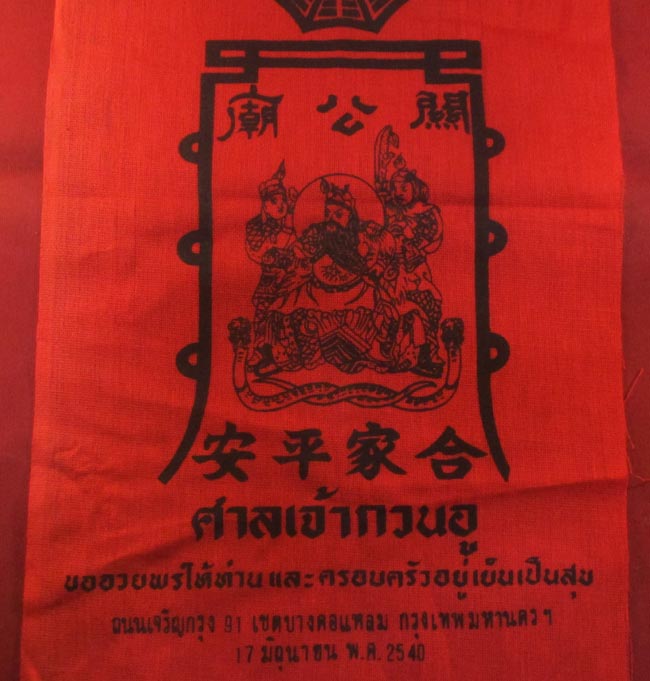 關公廟
合家平安
ศาลเจ้ากวนอู
ขออวยพรให้ท่าน และ ครอบครัวอยู่เย็นเป็นสุข
ถนนเจริญกรุง 91 เขตบางคอแหลม กรุงเทพมหานครฯ
17 มิถุนายน พ.ศ. 2540